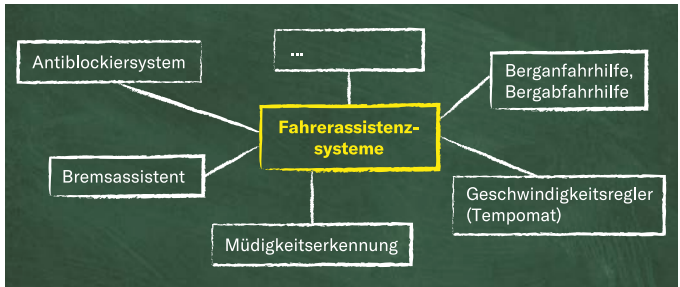 ...
Antiblockiersystem
Berganfahrhilfe,
Bergabfahrhilfe
Fahrerassistenz-
systeme
Bremsassistent
Geschwindigkeitsregler
(Tempomat)
Müdigkeitserkennung